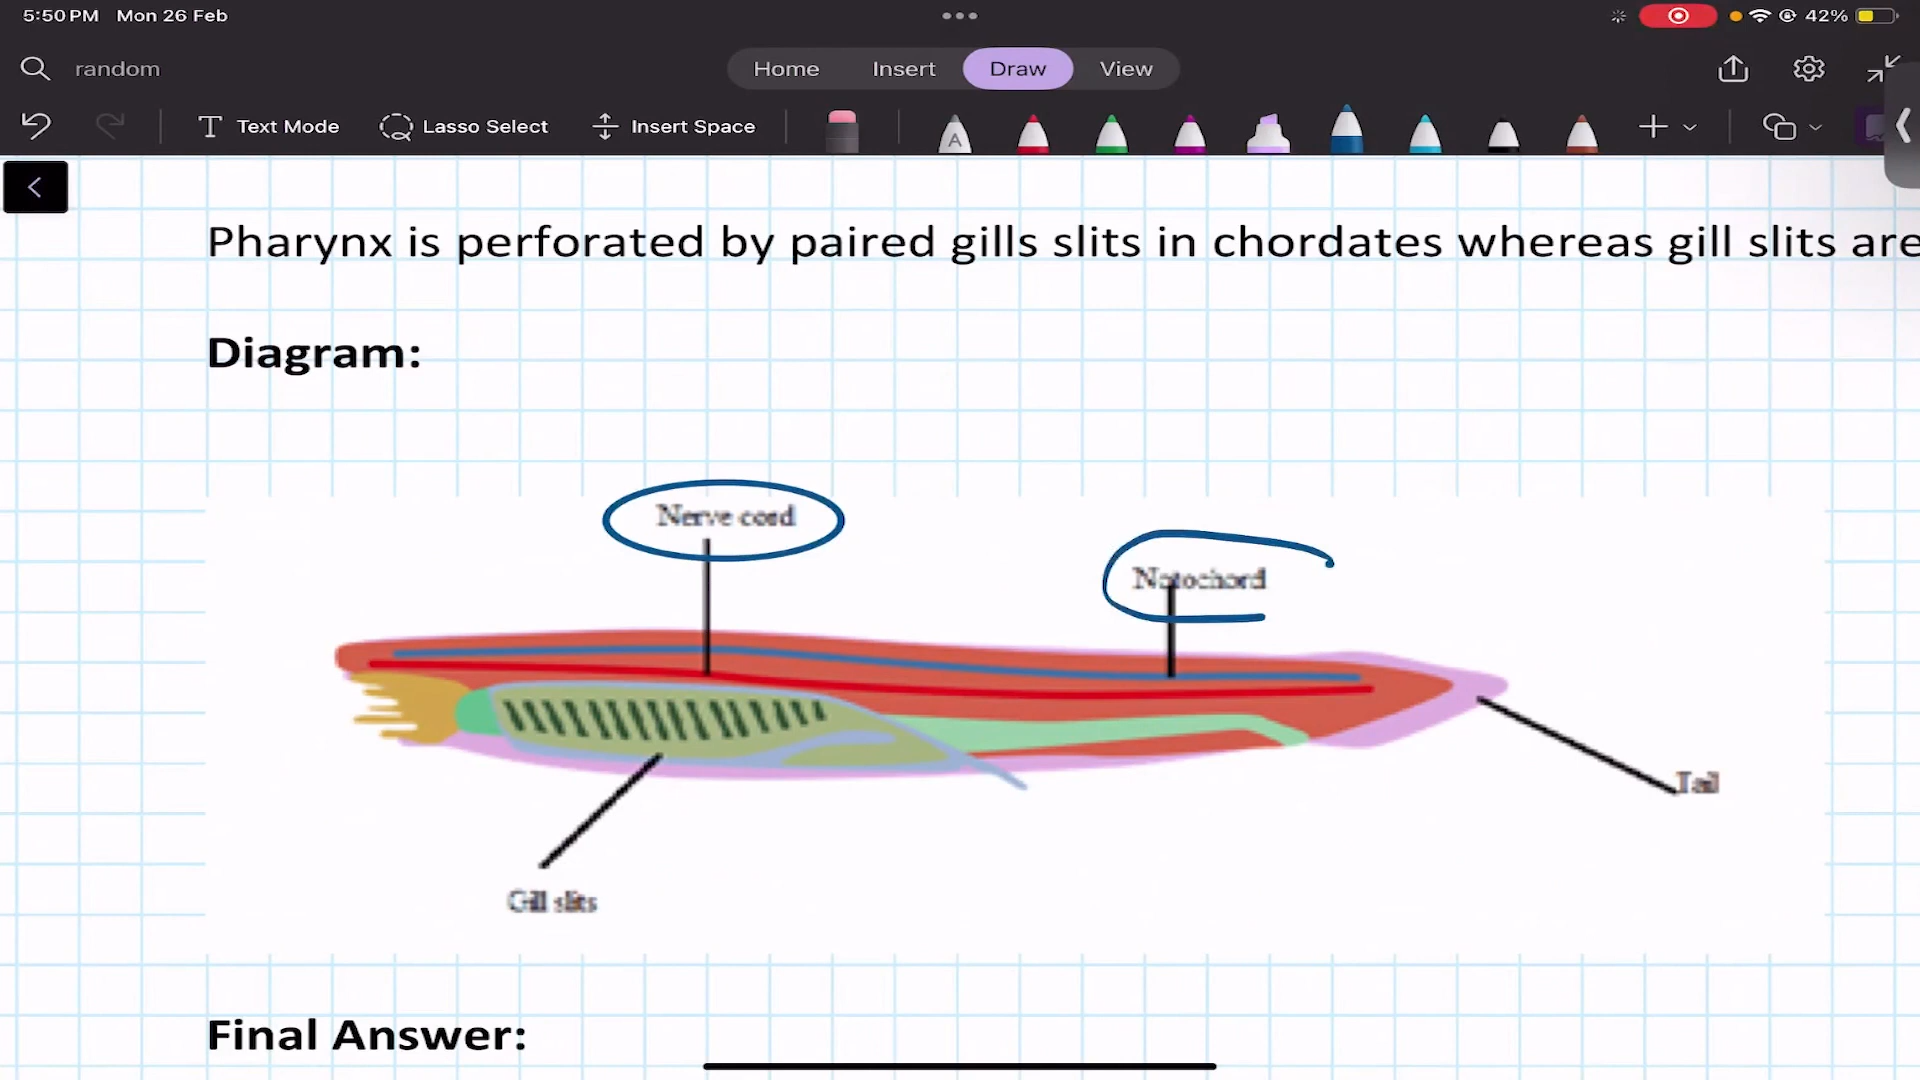 5:50 PM Mon 26 Feb
42%
random
Home Insert Draw View
Text Mode Lasso Select Insert Space
A
Pharynx is perforated by paired gills slits in chordates whereas gill slits are
Diagram:
Nerve cord
Notochord
Tail
Gill slits
Final Answer: